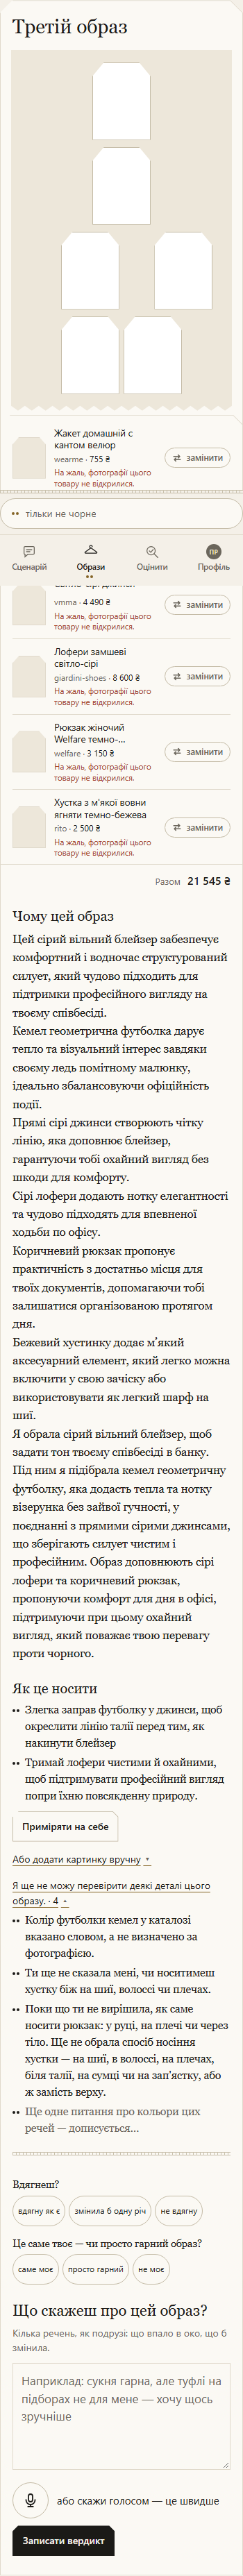 Третій образ
Жакет домашній с
кантом велюр
wearme · 755 ₴
На жаль, фотографії цього
товару не відкрилися.
замінити
тільки не чорне
Сценарій
Образи
Оцінити
ПР
Профіль
vmma · 4 490 ₴
На жаль, фотографії цього
товару не відкрилися.
замінити
Лофери замшеві
світло-сірі
giardini-shoes · 8 600 ₴
На жаль, фотографії цього
товару не відкрилися.
замінити
Рюкзак жіночий
Welfare темно-...
welfare · 3 150 ₴
На жаль, фотографії цього
товару не відкрилися.
замінити
Хустка з м'якої вовни
ягняти темно-бежева
rito · 2 500 ₴
На жаль, фотографії цього
товару не відкрилися.
замінити
Разом 21 545 ₴
Чому цей образ
Цей сірий вільний блейзер забезпечує
комфортний і водночас структурований
силует, який чудово підходить для
підтримки професійного вигляду на
твоєму співбесіді.
Кемел геометрична футболка дарує
тепло та візуальний інтерес завдяки
своєму ледь помітному малюнку,
ідеально збалансовуючи офіційність
події.
Прямі сірі джинси створюють чітку
лінію, яка доповнює блейзер,
гарантуючи тобі охайний вигляд без
шкоди для комфорту.
Сірі лофери додають нотку елегантності
та чудово підходять для впевненої
ходьби по офісу.
Коричневий рюкзак пропонує
практичність з достатньо місця для
твоїх документів, допомагаючи тобі
залишатися організованою протягом
дня.
Бежевий хустинку додає м'який
аксесуарний елемент, який легко можна
включити у свою зачіску або
використовувати як легкий шарф на
шиї.
Я обрала сірий вільний блейзер, щоб
задати тон твоєму співбесіді в банку.
Під ним я підібрала кемел геометричну
футболку, яка додасть тепла та нотку
візерунка без зайвої гучності, у
поєднанні з прямими сірими джинсами,
що зберігають силует чистим і
професійним. Образ доповнюють сірі
лофери та коричневий рюкзак,
пропонуючи комфорт для дня в офісі,
підтримуючи при цьому охайний
вигляд, який поважає твою перевагу
проти чорного.
Як це носити
Злегка заправ футболку у джинси, щоб
окреслити лінію талії перед тим, як
накинути блейзер
Тримай лофери чистими й охайними,
щоб підтримувати професійний вигляд
попри їхню повсякденну природу.
Приміряти на себе
Або додати картинку вручну
Я ще не можу перевірити деякі деталі цього
образу. · 4
Колір футболки кемел у каталозі
вказано словом, а не визначено за
фотографією.
Ти ще не сказала мені, чи носитимеш
хустку біж на шиї, волоссі чи плечах.
Поки що ти не вирішила, як саме
носити рюкзак: у руці, на плечі чи через
тіло. Ще не обрала спосіб носіння
хустки — на шиї, в волоссі, на плечах,
біля талії, на сумці чи на зап'ястку, або
ж замість верху.
Ще одне питання про кольори цих
речей — дописується...
Вдягнеш?
вдягну як є
змінила б одну річ
не вдягну
Це саме твоє — чи просто гарний образ?
саме моє
просто гарний
не моє
Що скажеш про цей образ?
Кілька речень, як подрузі: що впало в око, що б
змінила.
Наприклад: сукня гарна, але туфлі на
підборах не для мене — хочу щось
зручніше
або скажи голосом — це швидше
Записати вердикт